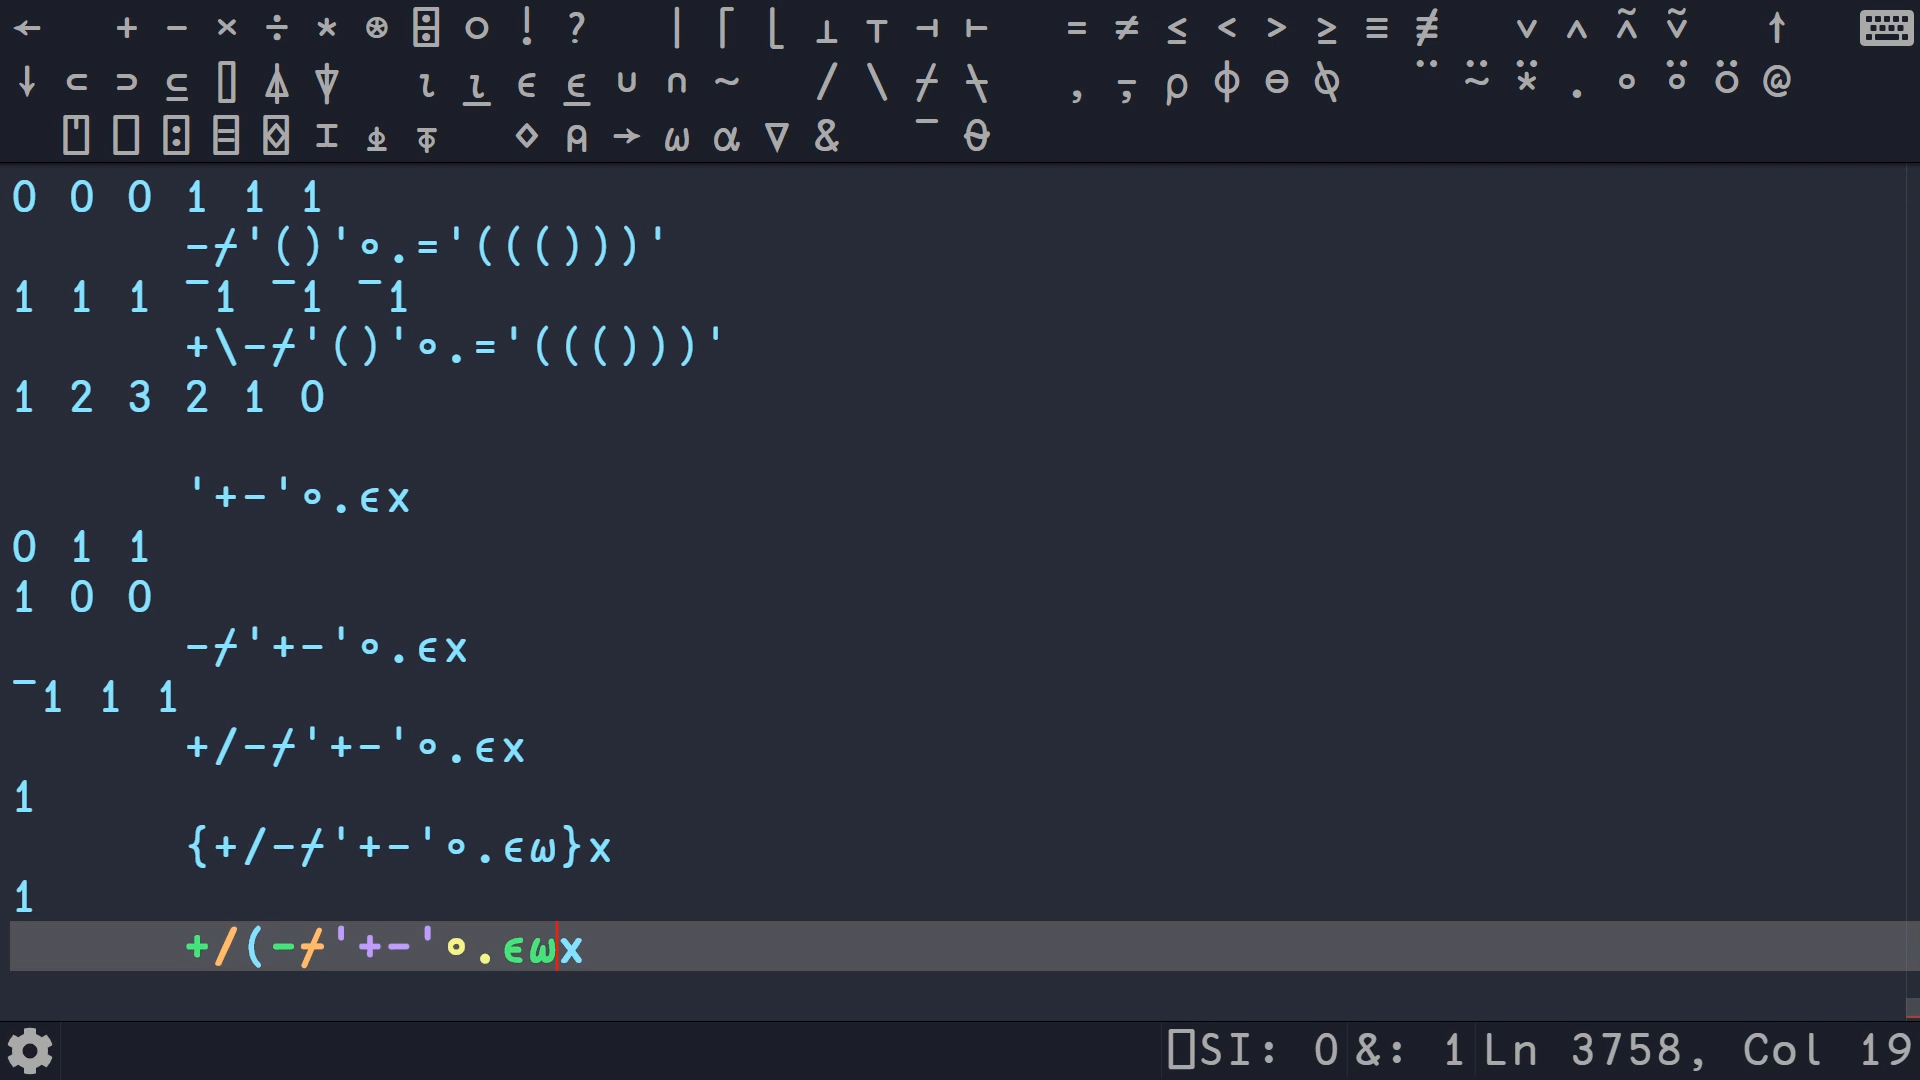 ← + - × ÷ * ⍟ ⌹ ○ ! ? | ⌈ ⌊ ⊥ ⊤ ⊣ ⊢ = ≠ ≤ < > ≥ ≡ ≢ ∨ ∧ ⍲ ⍱ ↑
↓ ⊂ ⊃ ⊆ ⌷ ⍋ ⍒ ⍳ ⍸ ∊ ⍷ ∪ ∩ ~ / \ ⌿ ⍀ , ⍪ ⍴ ⌽ ⊖ ⍉ ¨ ⍨ ⍣ . ∘ ⍤ ⍥ @
⍞ ⎕ ⍠ ⌸ ⌺ ⌶ ⍎ ⍕ ⋄ ⍝ → ⍵ ⍺ ∇ & ¯ ⍬
0 0 0 1 1 1
-⌿'()'∘.='((()))'
1 1 1 ¯1 ¯1 ¯1
+\-⌿'()'∘.='((()))'
1 2 3 2 1 0
'+-'∘.∊x
0 1 1
1 0 0
-⌿'+-'∘.∊x
¯1 1 1
+/-⌿'+-'∘.∊x
1
{+/-⌿'+-'∘.∊⍵}x
1
+/(-⌿'+-'∘.∊⍵x
⎕SI: 0 &: 1 Ln 3758, Col 19